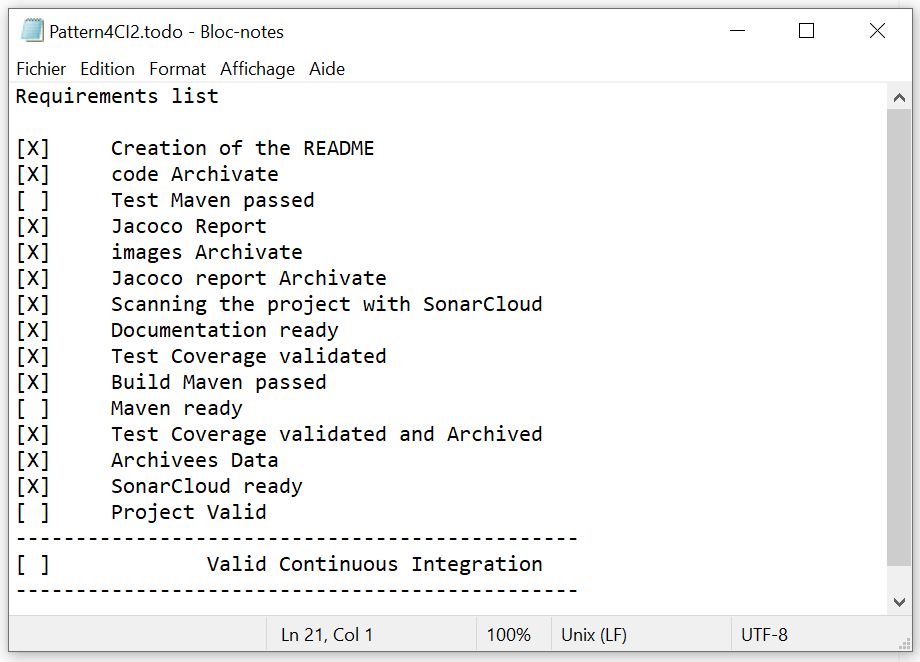 Pattern4CI2.todo - Bloc-notes
Fichier Edition Format Affichage Aide
Requirements list
[X] Creation of the README
[X] code Archivate
[ ] Test Maven passed
[X] Jacoco Report
[X] images Archivate
[X] Jacoco report Archivate
[X] Scanning the project with SonarCloud
[X] Documentation ready
[X] Test Coverage validated
[X] Build Maven passed
[ ] Maven ready
[X] Test Coverage validated and Archived
[X] Archivees Data
[X] SonarCloud ready
[ ] Project Valid
-----------------------------------------------
[ ] Valid Continuous Integration
-----------------------------------------------
Ln 21, Col 1 100% Unix (LF) UTF-8